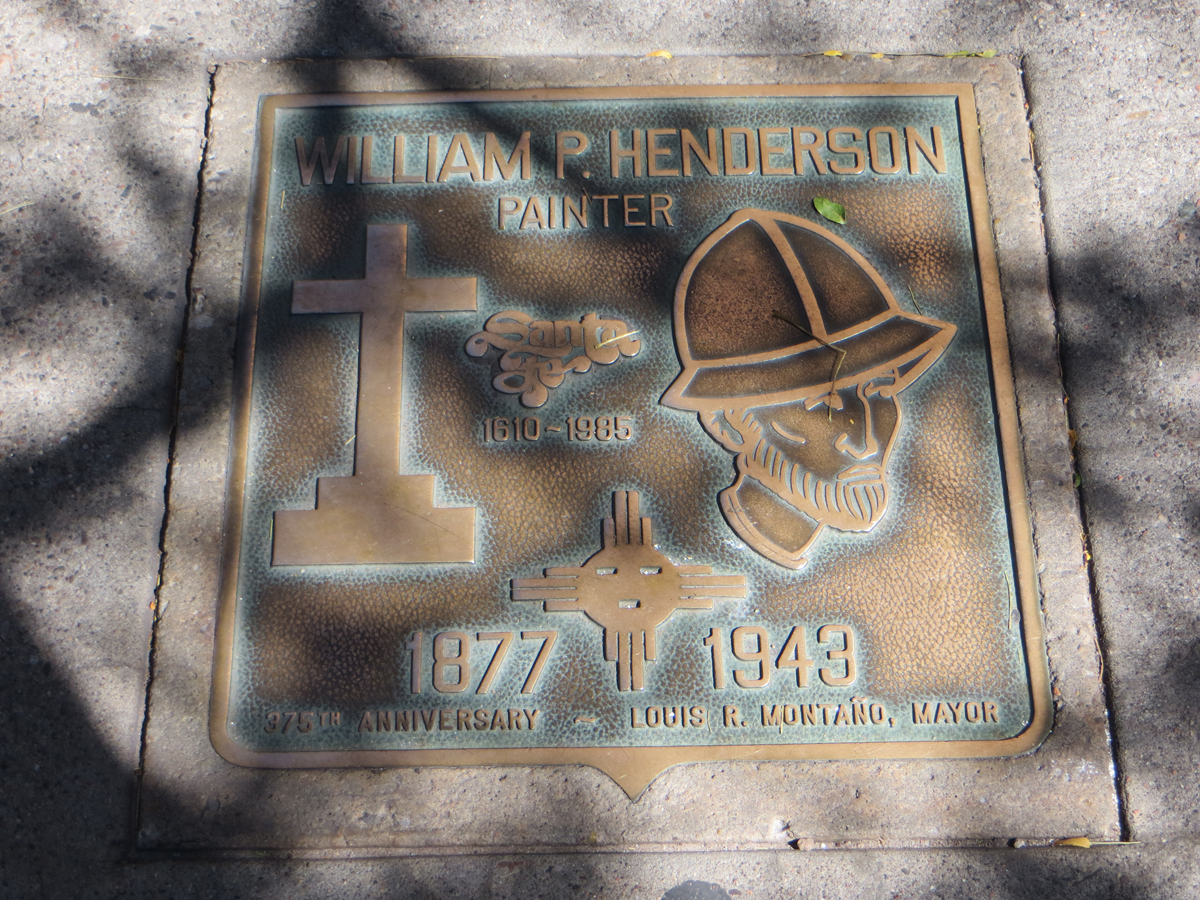 WILLIAM P. HENDERSON
PAINTER
Santa
Fe
1610~1985
1877 1943
375TH ANNIVERSARY ~ LOUIS R. MONTAÑO, MAYOR